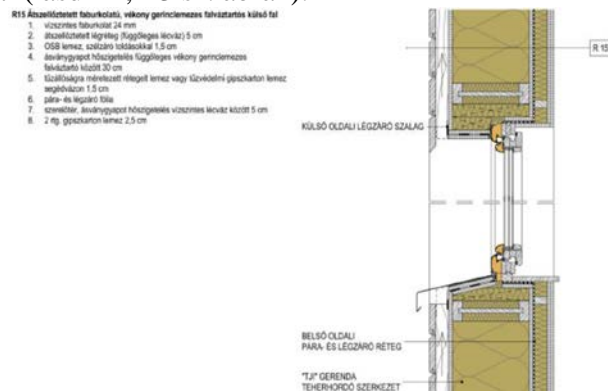 R15 Átszellőztetett faburkolatú, vékony gerinclemezes falváztartós külső fal
1. vízszintes faburkolat 24 mm
2. átszellőztetett légréteg (függőleges lécváz) 5 cm
3. OSB lemez, szélzáró toldásokkal 1,5 cm
4. ásványgyapot hőszigetelés függőleges vékony gerinclemezes
falváztartó között 30 cm
5. tűzállóságra méretezett rétegelt lemez vagy tűzvédelmi gipszkarton lemez
segédvázon 1,5 cm
6. pára- és légzáró fólia
7. szerelőtér, ásványgyapot hőszigetelés vízszintes lécváz között 5 cm
8. 2 rtg. gipszkarton lemez 2,5 cm
R 15
KÜLSŐ OLDALI LÉGZÁRÓ SZALAG
BELSŐ OLDALI
PÁRA- ÉS LÉGZÁRÓ RÉTEG
"TJI" GERENDA
TEHERHORDÓ SZERKEZET